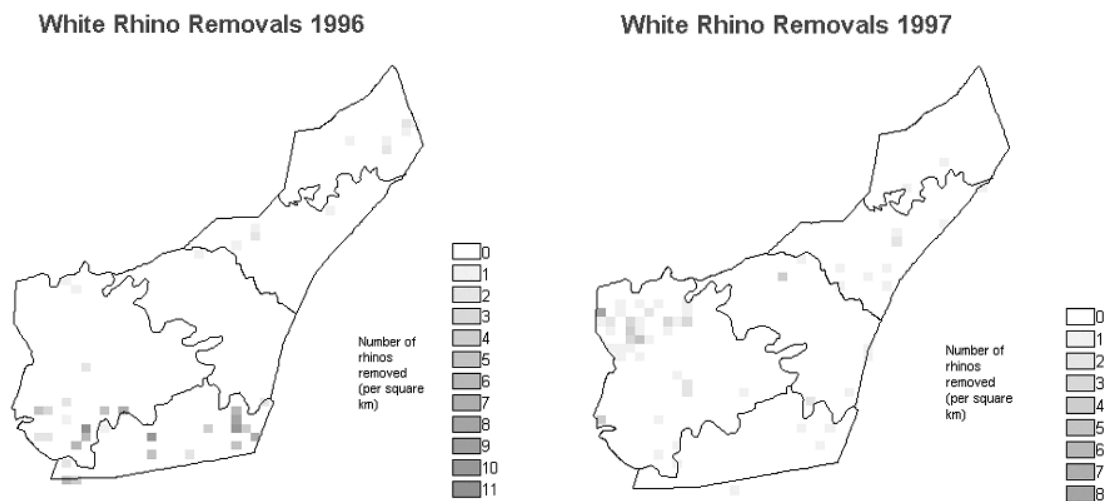 White Rhino Removals 1996
0
1
2
3
4
5
6
7
8
9
10
11
Number of
rhinos
removed
(per square
km)
White Rhino Removals 1997
0
1
2
3
4
5
6
7
8
Number of
rhinos
removed
(per square
km)